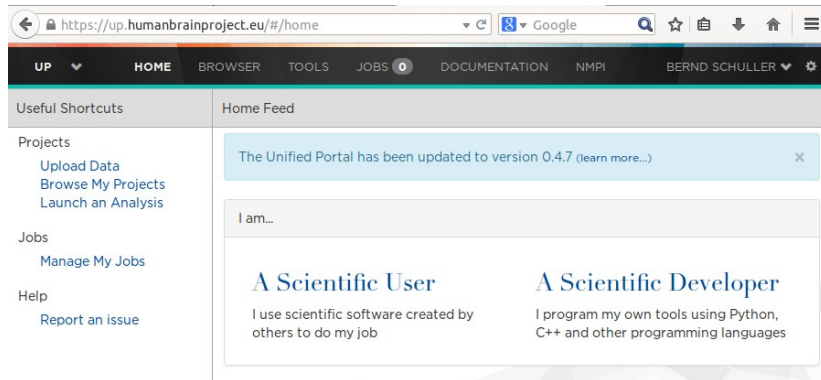 https://up.humanbrainproject.eu/#/home
Google
UP HOME BROWSER TOOLS JOBS 0 DOCUMENTATION NMPI BERND SCHULLER
Useful Shortcuts
Home Feed
Projects
Upload Data
Browse My Projects
Launch an Analysis
Jobs
Manage My Jobs
Help
Report an issue
The Unified Portal has been updated to version 0.4.7 (learn more...) ×
I am...
A Scientific User
I use scientific software created by
others to do my job
A Scientific Developer
I program my own tools using Python,
C++ and other programming languages